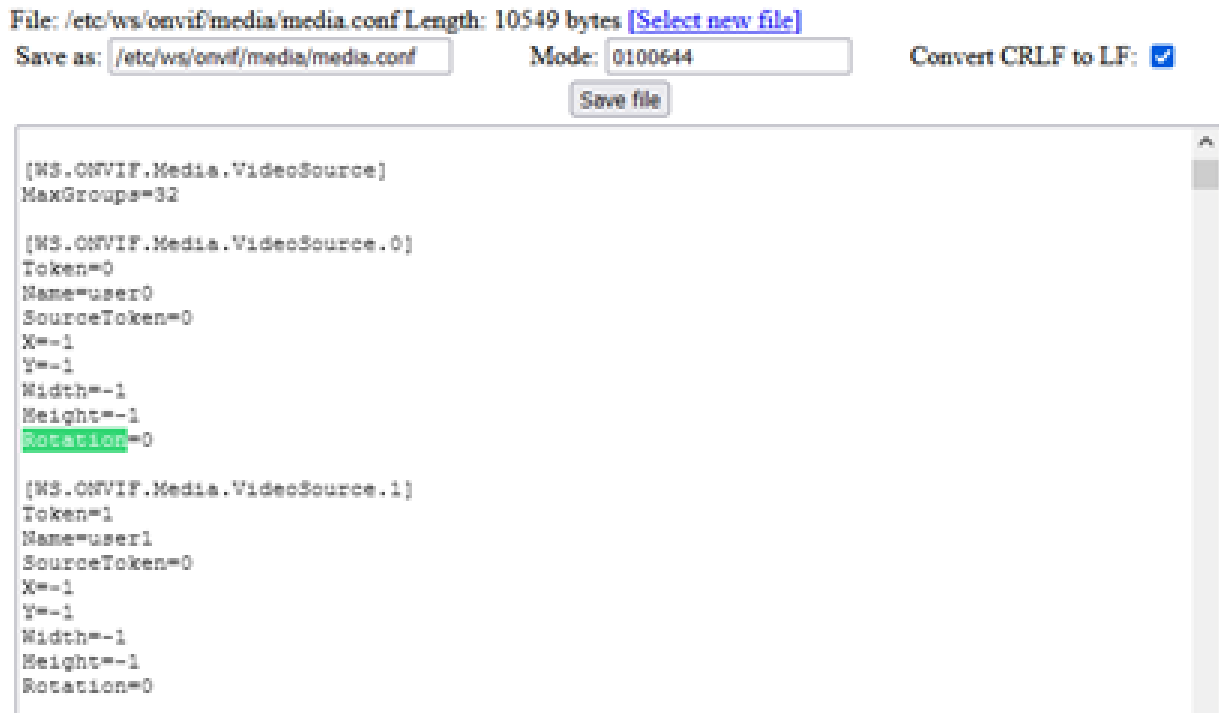 File: /etc/ws/onvif/media/media.conf Length: 10549 bytes [Select new file]
Save as: /etc/ws/onvif/media/media.conf Mode: 0100644 Convert CRLF to LF:
Save file
[WS.ONVIF.Media.VideoSource]
MaxGroups=32
[WS.ONVIF.Media.VideoSource.0]
Token=0
Name=user0
SourceToken=0
X=-1
Y=-1
Width=-1
Height=-1
Rotation=0
[WS.ONVIF.Media.VideoSource.1]
Token=1
Name=user1
SourceToken=0
X=-1
Y=-1
Width=-1
Height=-1
Rotation=0